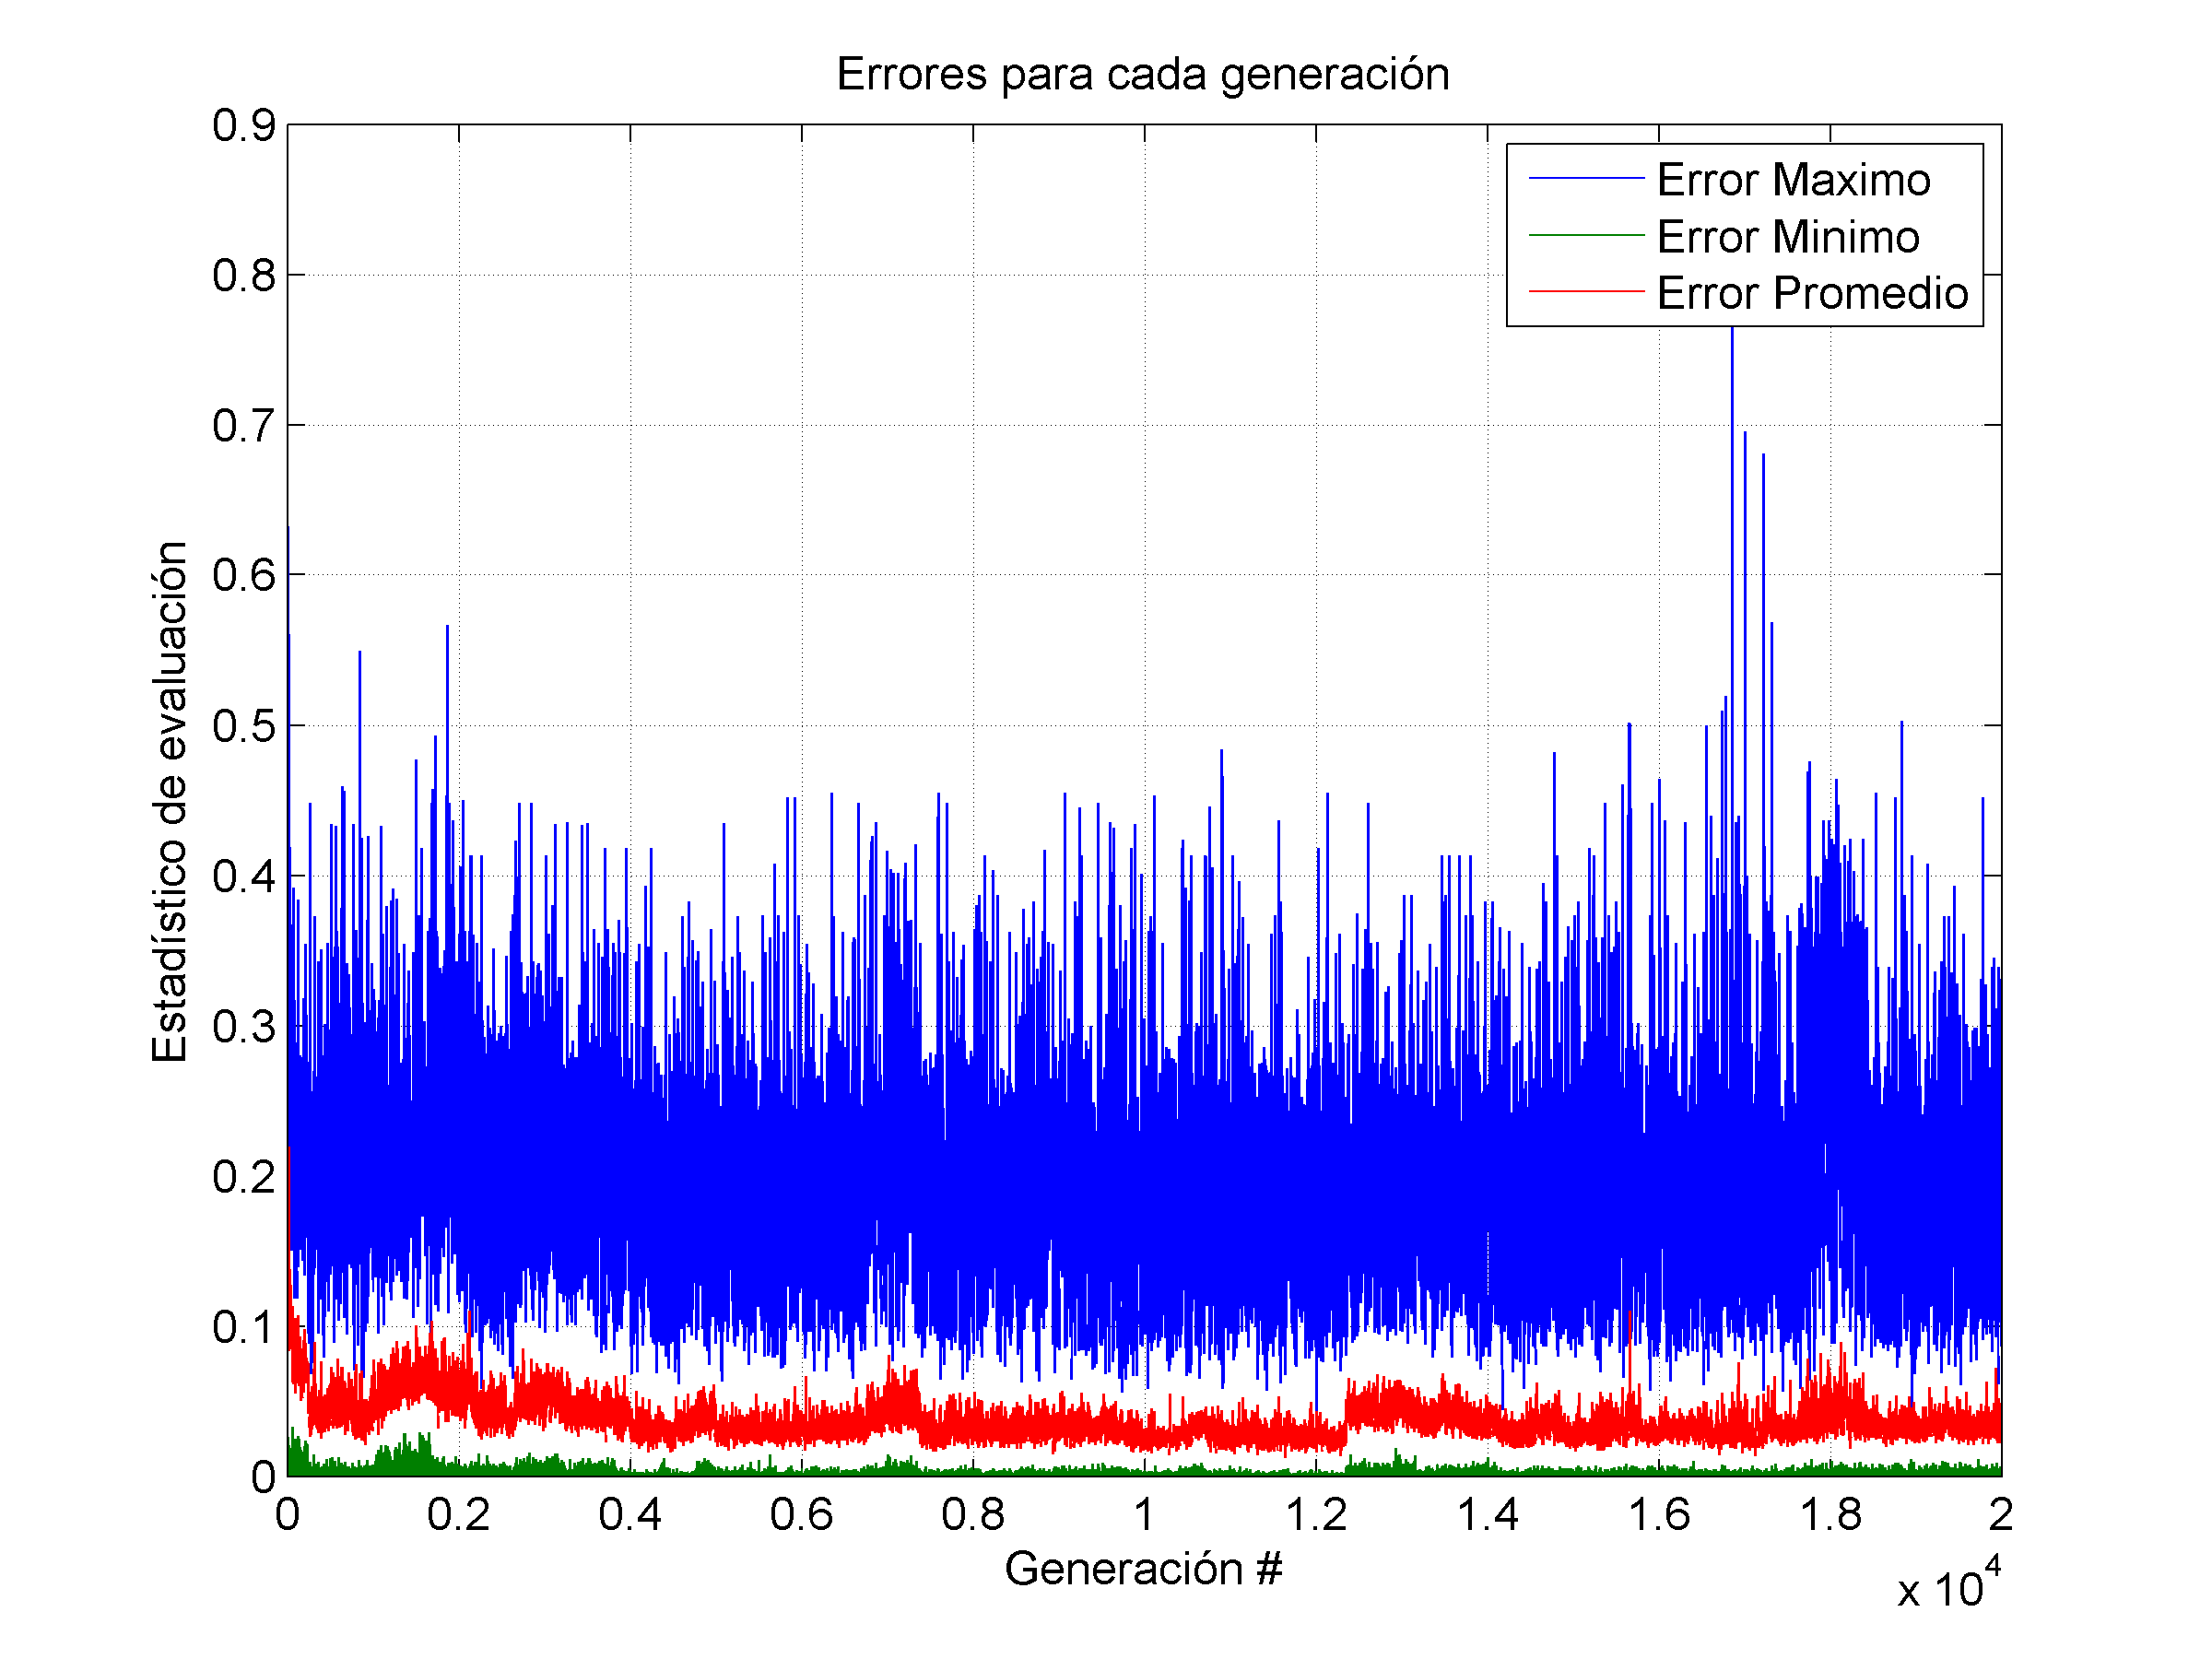 Errores para cada generación
0.9
0.8
0.7
0.6
0.5
0.4
0.3
0.2
0.1
0
Estadístico de evaluación
Error Maximo
Error Minimo
Error Promedio
0 0.2 0.4 0.6 0.8 1 1.2 1.4 1.6 1.8 2
Generación #
x 10⁴